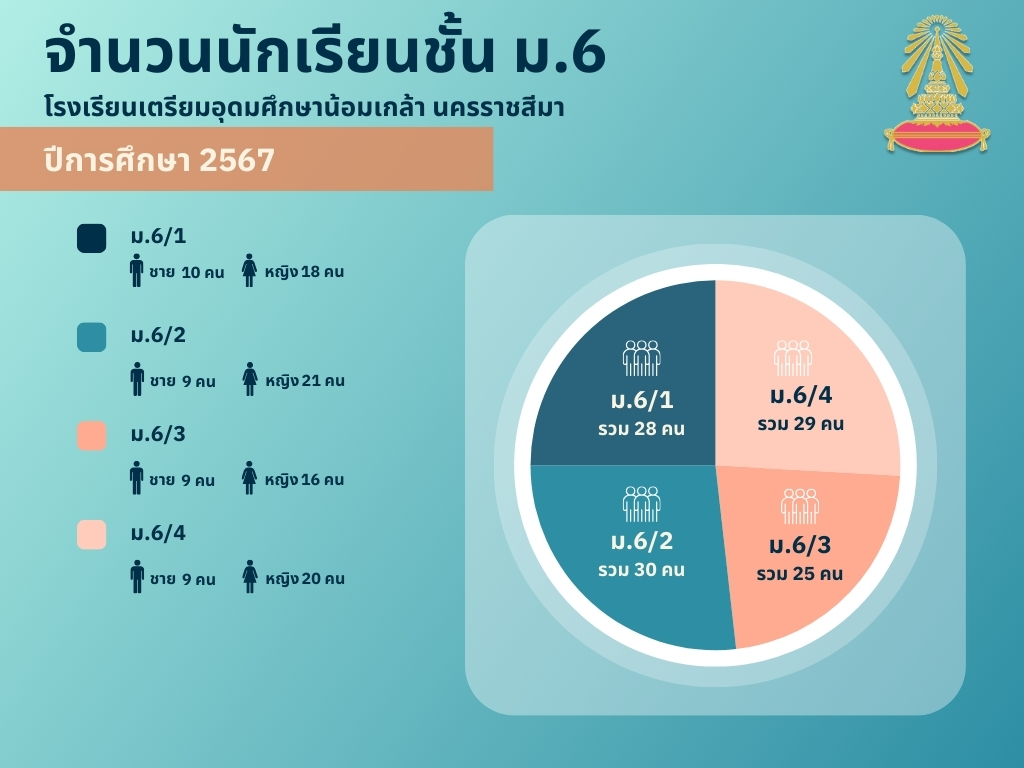 จำนวนนักเรียนชั้น ม.6
โรงเรียนเตรียมอุดมศึกษาน้อมเกล้า นครราชสีมา
ปีการศึกษา 2567
ม.6/1
ชาย 10 คน หญิง 18 คน
ม.6/2
ชาย 9 คน หญิง 21 คน
ม.6/3
ชาย 9 คน หญิง 16 คน
ม.6/4
ชาย 9 คน หญิง 20 คน
ม.6/1
รวม 28 คน
ม.6/4
รวม 29 คน
ม.6/2
รวม 30 คน
ม.6/3
รวม 25 คน